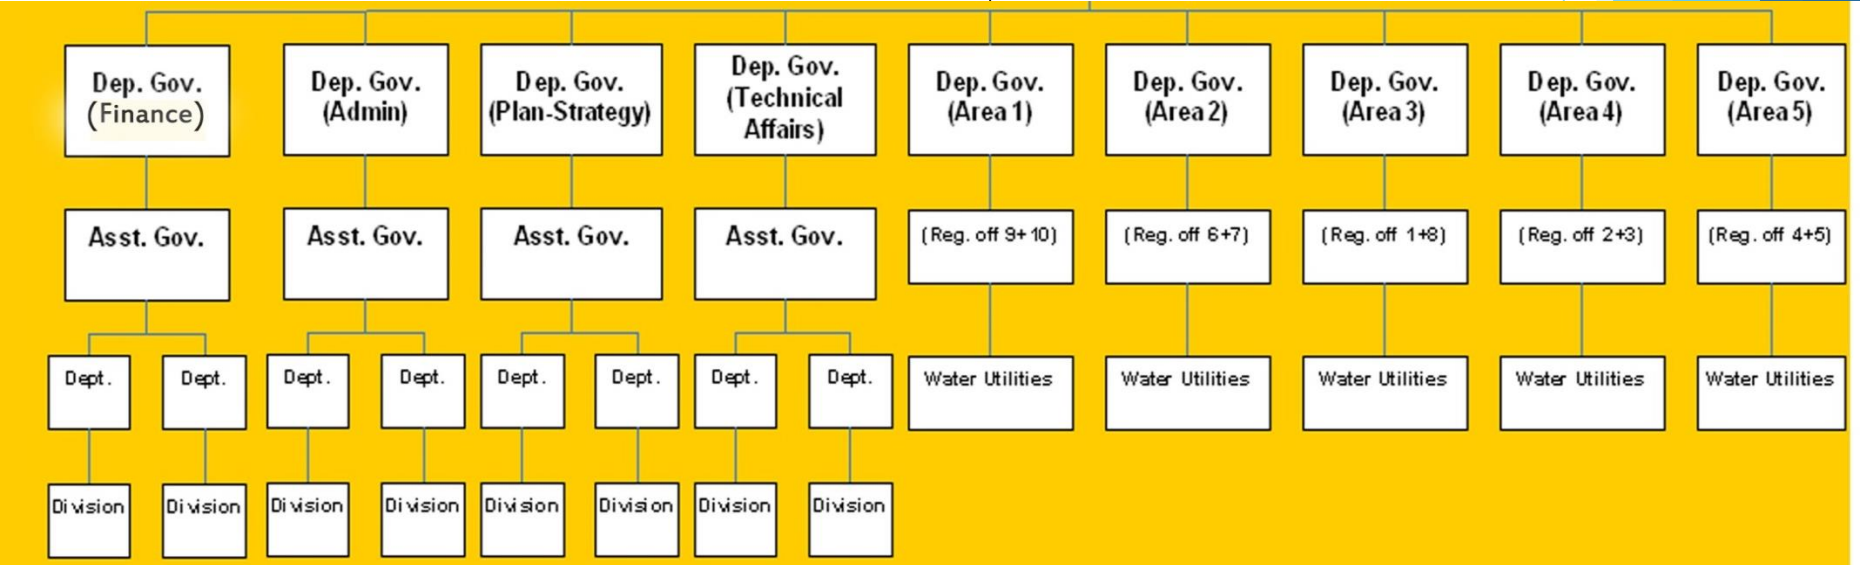 Dep. Gov.
(Finance)
Dep. Gov.
(Admin)
Dep. Gov.
(Plan-Strategy)
Dep. Gov.
(Technical
Affairs)
Dep. Gov.
(Area 1)
Dep. Gov.
(Area 2)
Dep. Gov.
(Area 3)
Dep. Gov.
(Area 4)
Dep. Gov.
(Area 5)
Asst. Gov.
Asst. Gov.
Asst. Gov.
Asst. Gov.
(Reg. off 9+10)
(Reg. off 6+7)
(Reg. off 1+8)
(Reg. off 2+3)
(Reg. off 4+5)
Dept.
Dept.
Dept.
Dept.
Dept.
Dept.
Dept.
Dept.
Water Utilities
Water Utilities
Water Utilities
Water Utilities
Water Utilities
Division
Division
Division
Division
Division
Division
Division
Division